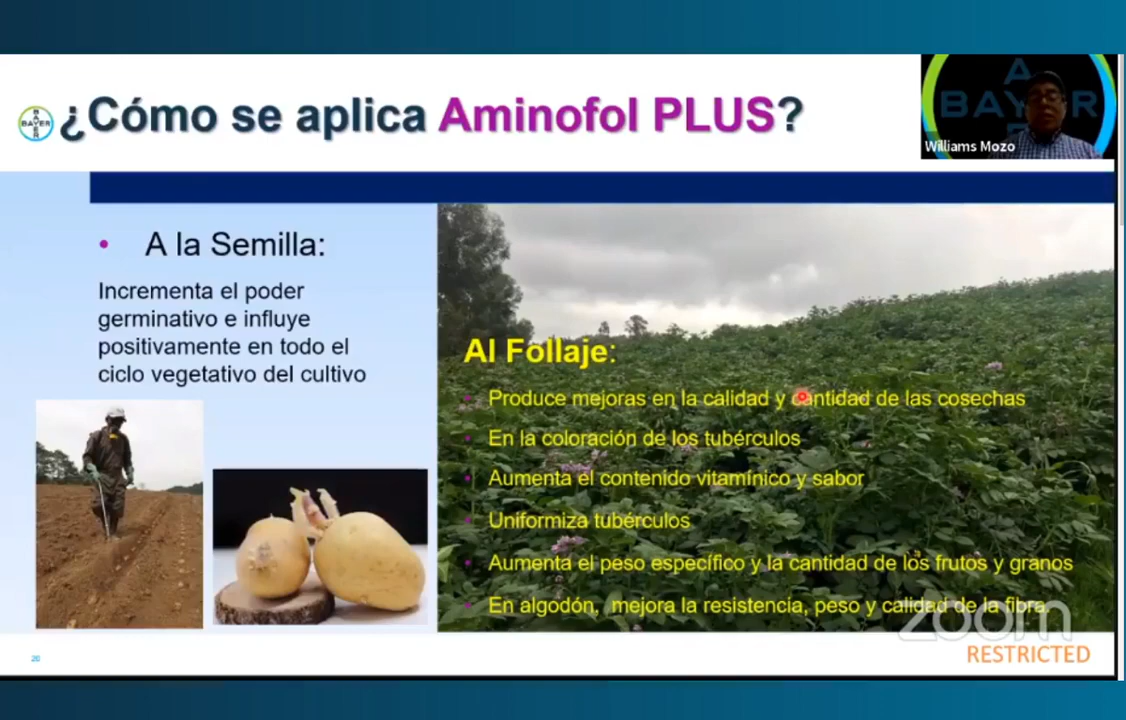 ¿Cómo se aplica Aminofol PLUS?
BAYER
BAYER
BAYER
Williams Mozo
• A la Semilla:
Incrementa el poder
germinativo e influye
positivamente en todo el
ciclo vegetativo del cultivo
Al Follaje:
• Produce mejoras en la calidad y cantidad de las cosechas
• En la coloración de los tubérculos
• Aumenta el contenido vitamínico y sabor
• Uniformiza tubérculos
• Aumenta el peso específico y la cantidad de los frutos y granos
• En algodón, mejora la resistencia, peso y calidad de la fibra.
zoom
RESTRICTED
20